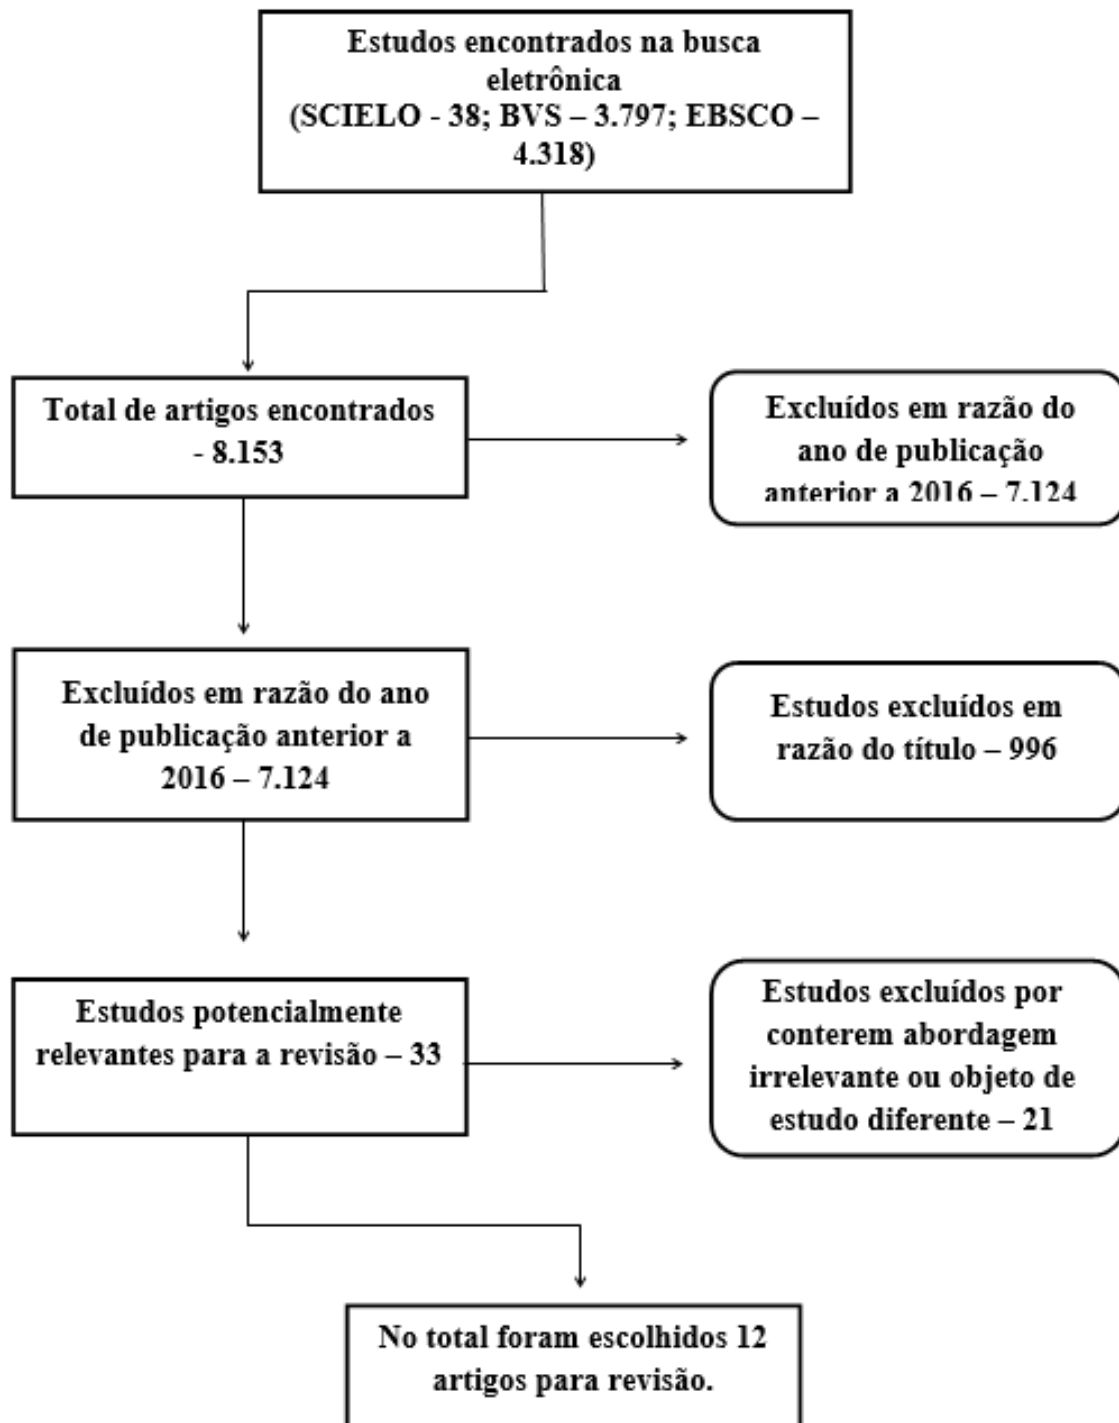 Estudos encontrados na busca
eletrônica
(SCIELO - 38; BVS – 3.797; EBSCO –
4.318)
Total de artigos encontrados
- 8.153
Excluídos em razão do
ano de publicação
anterior a 2016 – 7.124
Excluídos em razão do ano
de publicação anterior a
2016 – 7.124
Estudos excluídos em
razão do título – 996
Estudos potencialmente
relevantes para a revisão – 33
Estudos excluídos por
conterem abordagem
irrelevante ou objeto de
estudo diferente – 21
No total foram escolhidos 12
artigos para revisão.